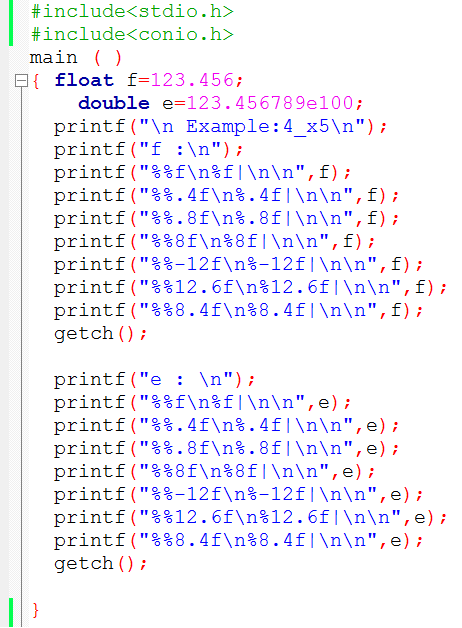 #include<stdio.h>
#include<conio.h>
main ( )
{ float f=123.456;
    double e=123.456789e100;
  printf("\n Example:4_x5\n");
  printf("f :\n");
  printf("%%f\n%f|\n\n",f);
  printf("%%.4f\n%.4f|\n\n",f);
  printf("%%.8f\n%.8f|\n\n",f);
  printf("%%8f\n%8f|\n\n",f);
  printf("%%-12f\n%-12f|\n\n",f);
  printf("%%12.6f\n%12.6f|\n\n",f);
  printf("%%8.4f\n%8.4f|\n\n",f);
  getch();

  printf("e : \n");
  printf("%%f\n%f|\n\n",e);
  printf("%%.4f\n%.4f|\n\n",e);
  printf("%%.8f\n%.8f|\n\n",e);
  printf("%%8f\n%8f|\n\n",e);
  printf("%%-12f\n%-12f|\n\n",e);
  printf("%%12.6f\n%12.6f|\n\n",e);
  printf("%%8.4f\n%8.4f|\n\n",e);
  getch();

}